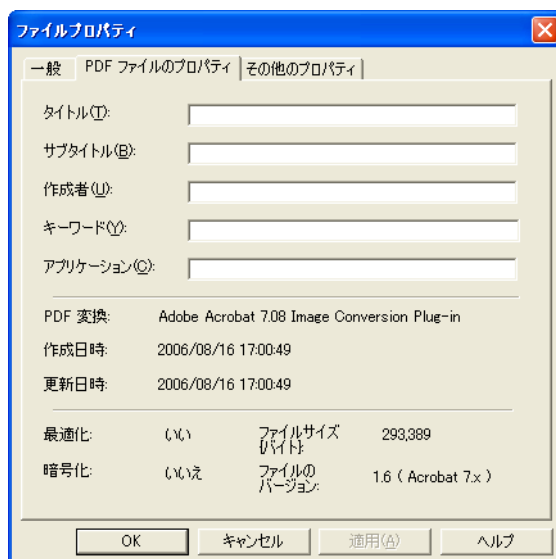 ファイルプロパティ
一般 PDF ファイルのプロパティ その他のプロパティ
タイトル(T):
サブタイトル(B):
作成者(U):
キーワード(Y):
アプリケーション(C):
PDF 変換: Adobe Acrobat 7.08 Image Conversion Plug-in
作成日時: 2006/08/16 17:00:49
更新日時: 2006/08/16 17:00:49
最適化: いい ファイルサイズ 293,389
[バイト]:
暗号化: いいえ ファイルの 1.6 ( Acrobat 7.x )
バージョン:
OK キャンセル 適用(A) ヘルプ